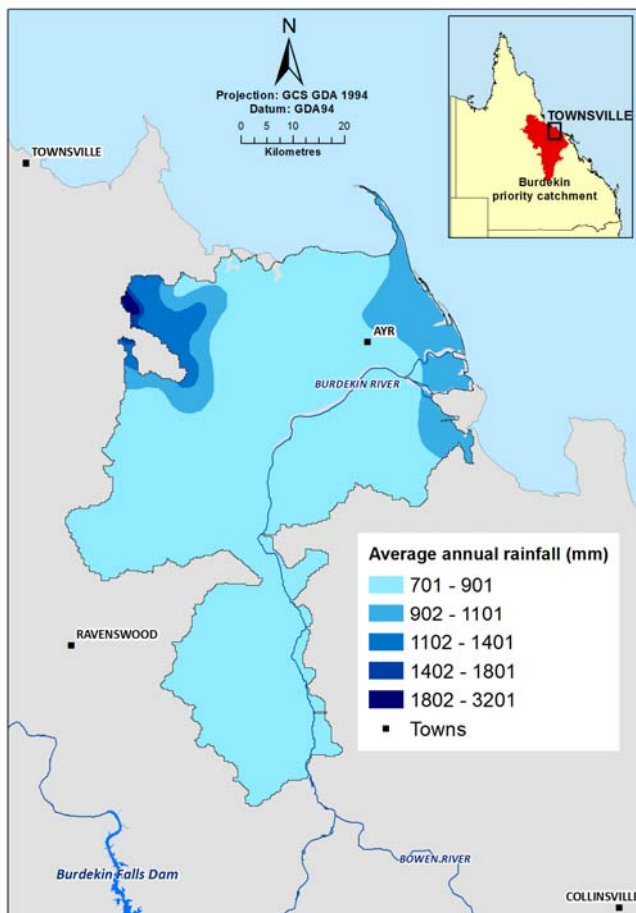 Projection: GCS GDA 1994
Datum: GDA94
0 5 10 20
Kilometres
TOWNSVILLE
Burdekin
priority catchment
TOWNSVILLE
AYR
BURDEKIN RIVER
Average annual rainfall (mm)
701 - 901
902 - 1101
1102 - 1401
1402 - 1801
1802 - 3201
Towns
RAVENSWOOD
Burdekin Falls Dam
BOWEN RIVER
COLLINSVILLE